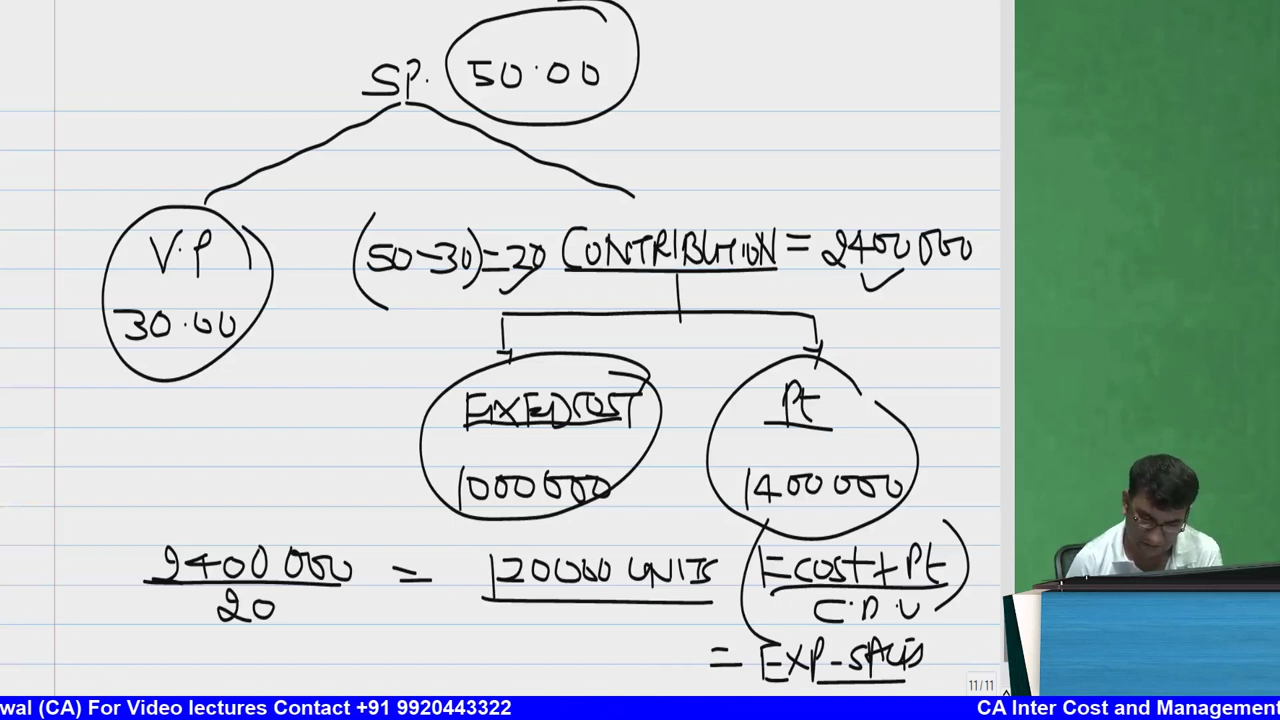 SP. 50.00
V.P (50-30)=20 CONTRIBUTION = 2400000
30.00
FIXED COST Pt
1000000 1400000
2400000 = 120000 UNITS F=cost + Pt
20 C.P.U
= EXP-SALES
11/11
wal (CA) For Video lectures Contact +91 9920443322 CA Inter Cost and Management